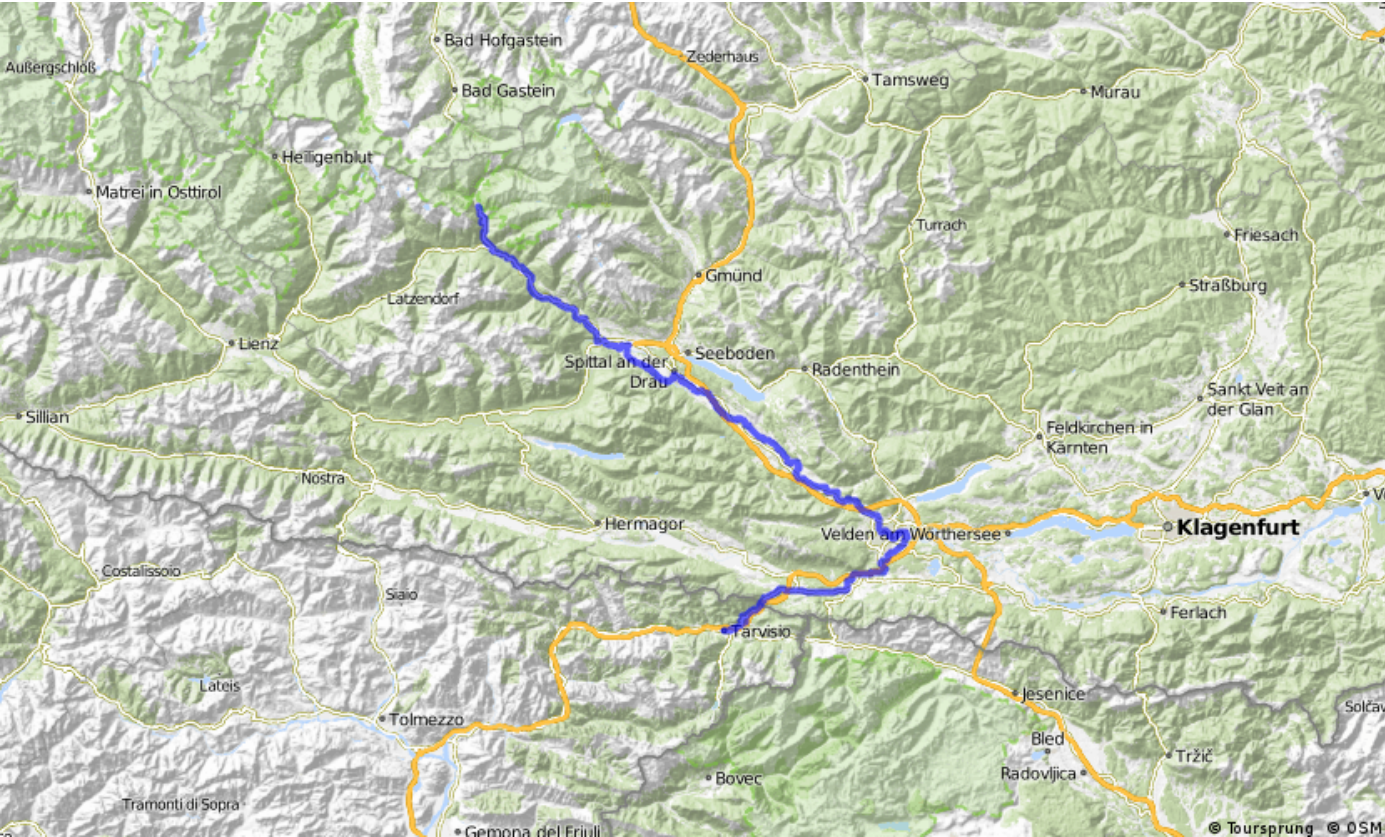 Bad Hofgastein
Zederhaus
Außergschlöß
Tamsweg
Bad Gastein
Murau
Heiligenblut
Matrei in Osttirol
Turrach
Friesach
Gmünd
Straßburg
Latzendorf
Lienz
Seeboden
Spittal an der
Drau
Radenthein
Sankt Veit an
der Glan
Sillian
Feldkirchen in
Kärnten
Nostra
Hermagor
Velden am Wörthersee
Klagenfurt
Costalissoio
Siaio
Ferlach
Tarvisio
Lateis
Jesenice
Solčav
Tolmezzo
Bled
Tržič
Radovljica
Bovec
Tramonti di Sopra
Gemona del Friuli
© Toursprung © OSM